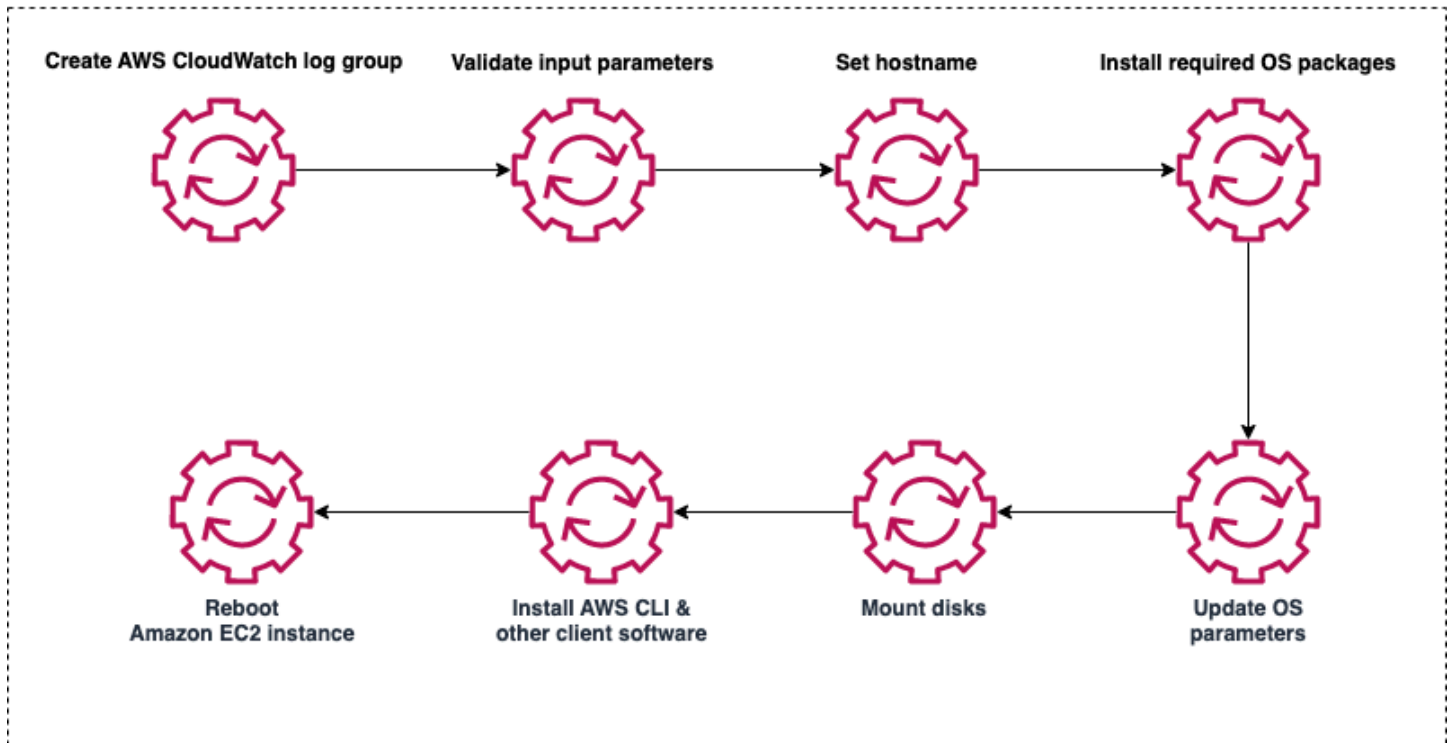 Create AWS CloudWatch log group
Validate input parameters
Set hostname
Install required OS packages
Reboot
Amazon EC2 instance
Install AWS CLI &
other client software
Mount disks
Update OS
parameters